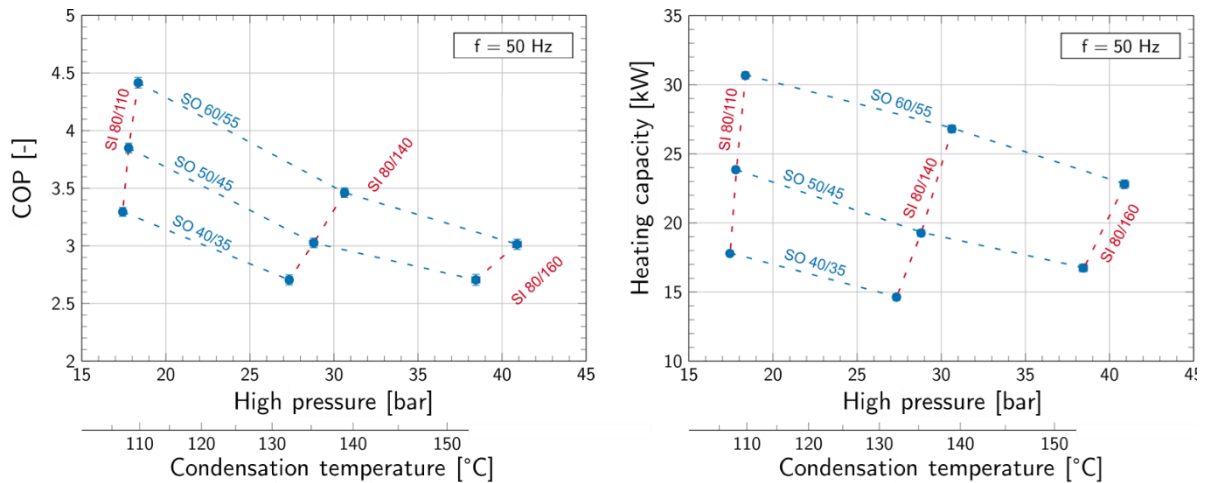 5
4.5
4
3.5
3
2.5
2
COP [-]
f = 50 Hz
SI 80/110
SO 60/55
SO 50/45
SO 40/35
SI 80/140
SI 80/160
15 20 25 30 35 40 45
High pressure [bar]
110 120 130 140 150
Condensation temperature [°C]
35
30
25
20
15
10
Heating capacity [kW]
f = 50 Hz
SI 80/110
SO 60/55
SO 50/45
SO 40/35
SI 80/140
SI 80/160
15 20 25 30 35 40 45
High pressure [bar]
110 120 130 140 150
Condensation temperature [°C]